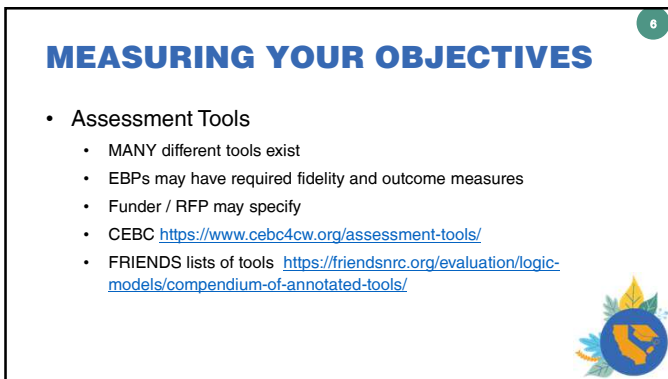 6
MEASURING YOUR OBJECTIVES
• Assessment Tools
• MANY different tools exist
• EBPs may have required fidelity and outcome measures
• Funder / RFP may specify
• CEBC https://www.cebc4cw.org/assessment-tools/
• FRIENDS lists of tools https://friendsnrc.org/evaluation/logic-
models/compendium-of-annotated-tools/